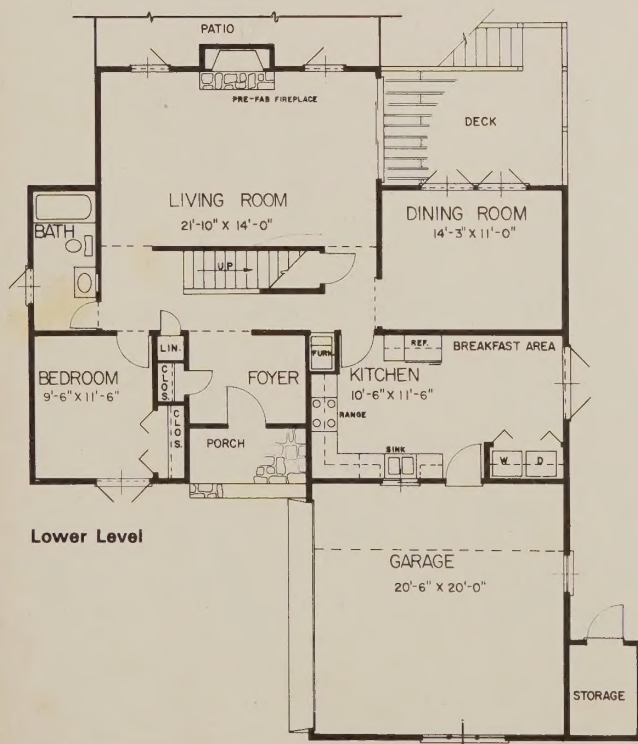 PATIO
PRE-FAB FIREPLACE
DECK
LIVING ROOM
21'-10" X 14'-0"
DINING ROOM
14'-3" X 11'-0"
BATH
UP
LIN.
FURN.
REF.
BREAKFAST AREA
BEDROOM
9'-6" X 11'-6"
CLOS.
FOYER
KITCHEN
10'-6" X 11'-6"
RANGE
CLOS.
PORCH
SINK
W
D
Lower Level
GARAGE
20'-6" X 20'-0"
STORAGE